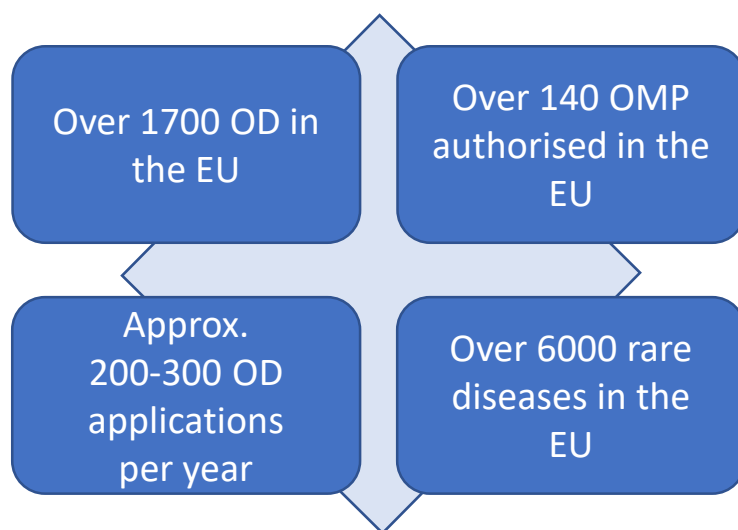 Over 1700 OD in
the EU
Over 140 OMP
authorised in the
EU
Approx.
200-300 OD
applications
per year
Over 6000 rare
diseases in the
EU